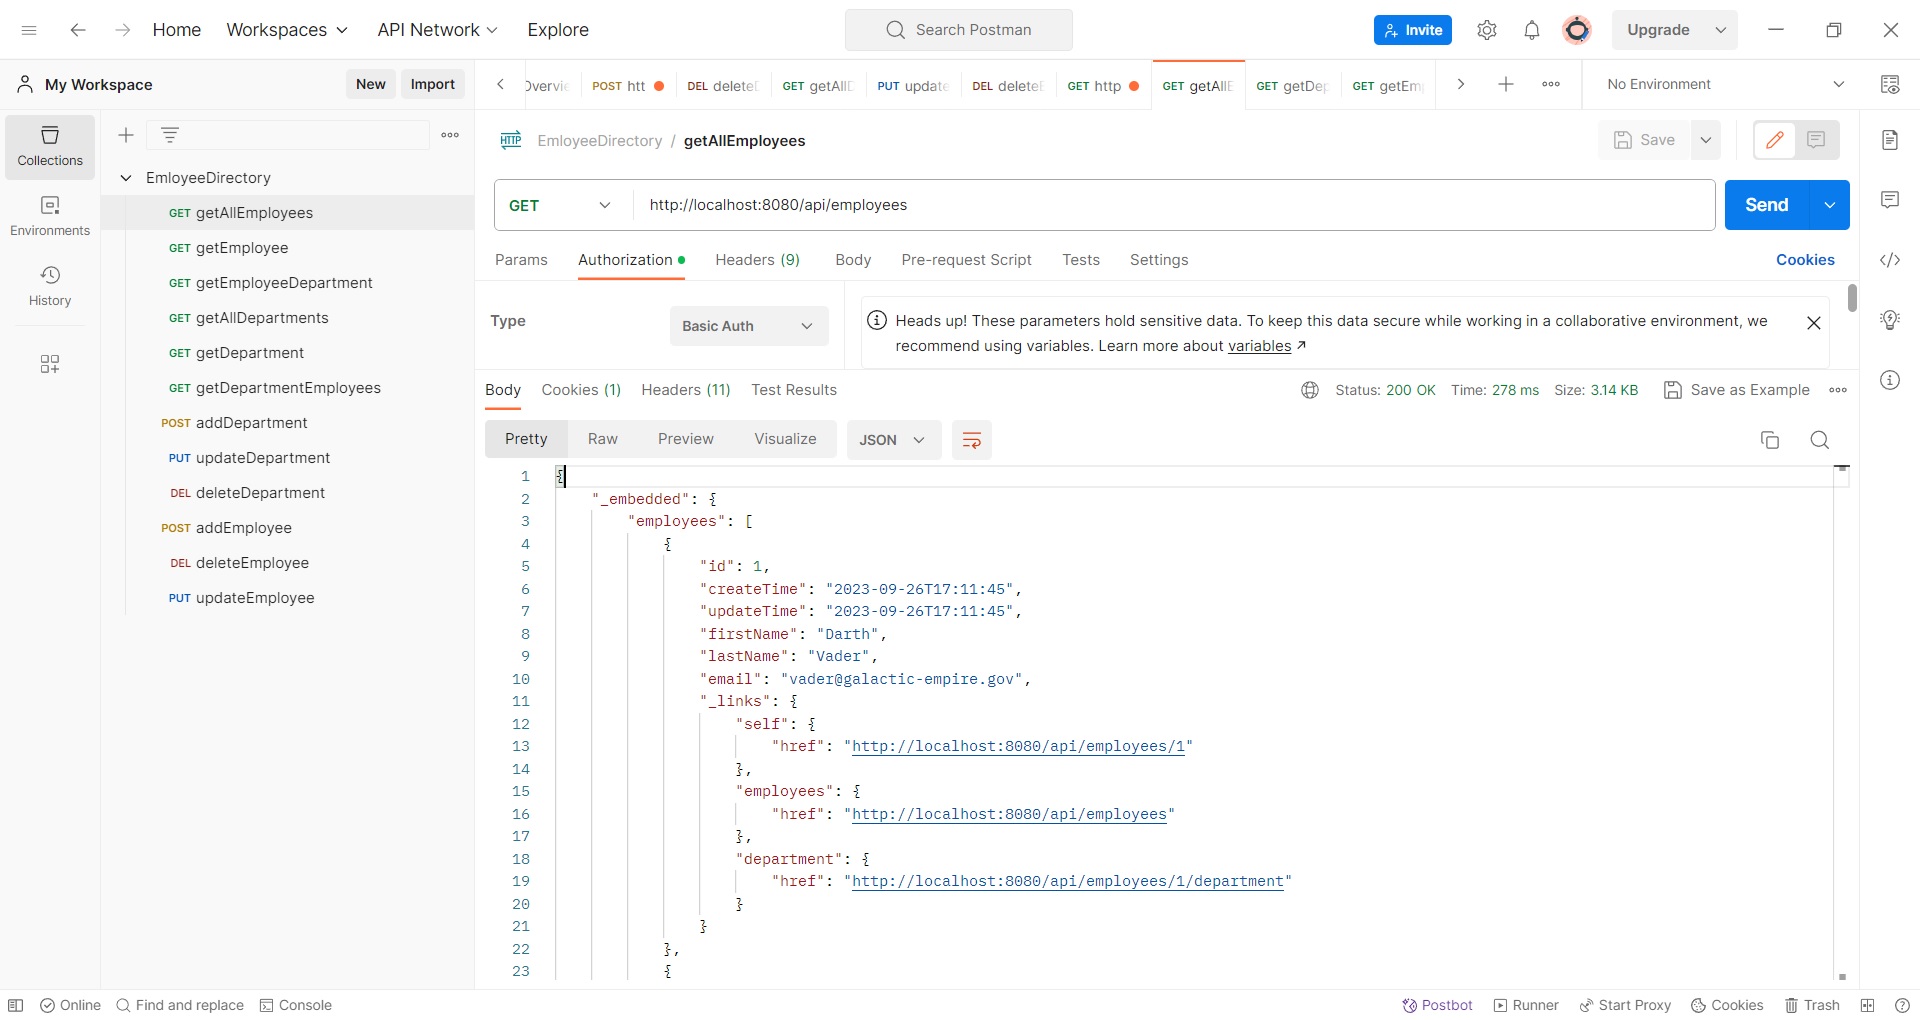 Home Workspaces API Network Explore Search Postman Invite Upgrade
My Workspace New Import Overvie POST htt DEL delete GET getAll PUT update DEL delete GET http GET getAllE GET getDep GET getEm No Environment
Collections
Environments
History
EmloyeeDirectory
GET getAllEmployees
GET getEmployee
GET getEmployeeDepartment
GET getAllDepartments
GET getDepartment
GET getDepartmentEmployees
POST addDepartment
PUT updateDepartment
DEL deleteDepartment
POST addEmployee
DEL deleteEmployee
PUT updateEmployee
HTTP EmloyeeDirectory / getAllEmployees Save
GET http://localhost:8080/api/employees Send
Params Authorization Headers (9) Body Pre-request Script Tests Settings Cookies
Type Basic Auth
Heads up! These parameters hold sensitive data. To keep this data secure while working in a collaborative environment, we
recommend using variables. Learn more about variables ↗
Body Cookies (1) Headers (11) Test Results Status: 200 OK Time: 278 ms Size: 3.14 KB Save as Example
Pretty Raw Preview Visualize JSON
1 {
2 "_embedded": {
3 "employees": [
4 {
5 "id": 1,
6 "createTime": "2023-09-26T17:11:45",
7 "updateTime": "2023-09-26T17:11:45",
8 "firstName": "Darth",
9 "lastName": "Vader",
10 "email": "vader@galactic-empire.gov",
11 "_links": {
12 "self": {
13 "href": "http://localhost:8080/api/employees/1"
14 },
15 "employees": {
16 "href": "http://localhost:8080/api/employees"
17 },
18 "department": {
19 "href": "http://localhost:8080/api/employees/1/department"
20 }
21 }
22 },
23 {
Online Find and replace Console Postbot Runner Start Proxy Cookies Trash